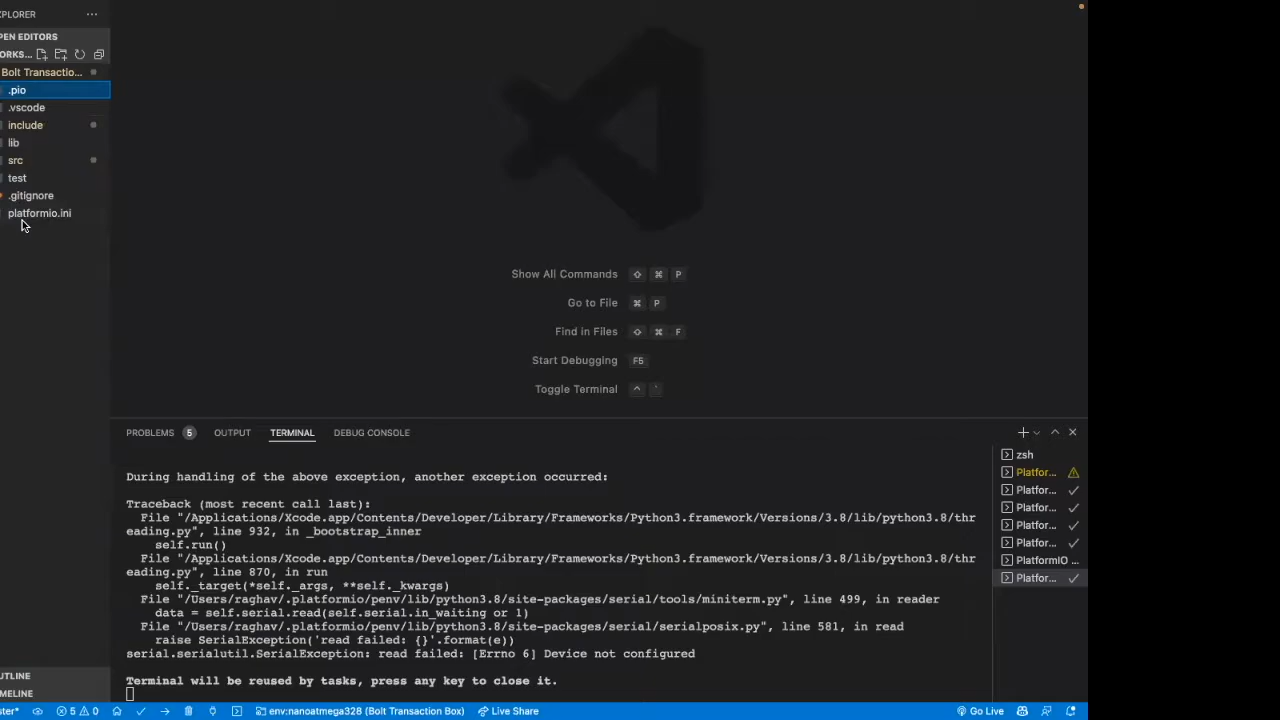 XPLORER
PEN EDITORS
ORKS...
Bolt Transactio...
.pio
.vscode
include
lib
src
test
.gitignore
platformio.ini
UTLINE
MELINE
Show All Commands ⇧ ⌘ P
Go to File ⌘ P
Find in Files ⇧ ⌘ F
Start Debugging F5
Toggle Terminal ^ `
PROBLEMS 5 OUTPUT TERMINAL DEBUG CONSOLE
During handling of the above exception, another exception occurred:
Traceback (most recent call last):
File "/Applications/Xcode.app/Contents/Developer/Library/Frameworks/Python3.framework/Versions/3.8/lib/python3.8/thr
eading.py", line 932, in _bootstrap_inner
self.run()
File "/Applications/Xcode.app/Contents/Developer/Library/Frameworks/Python3.framework/Versions/3.8/lib/python3.8/thr
eading.py", line 870, in run
self._target(*self._args, **self._kwargs)
File "/Users/raghav/.platformio/penv/lib/python3.8/site-packages/serial/tools/miniterm.py", line 499, in reader
data = self.serial.read(self.serial.in_waiting or 1)
File "/Users/raghav/.platformio/penv/lib/python3.8/site-packages/serial/serialposix.py", line 581, in read
raise SerialException('read failed: {}'.format(e))
serial.serialutil.SerialException: read failed: [Errno 6] Device not configured
Terminal will be reused by tasks, press any key to close it.
zsh
Platfor...
Platfor...
Platfor...
Platfor...
Platfor...
PlatformIO ...
Platfor...
ster* 5 0 env:nanoatmega328 (Bolt Transaction Box) Live Share Go Live